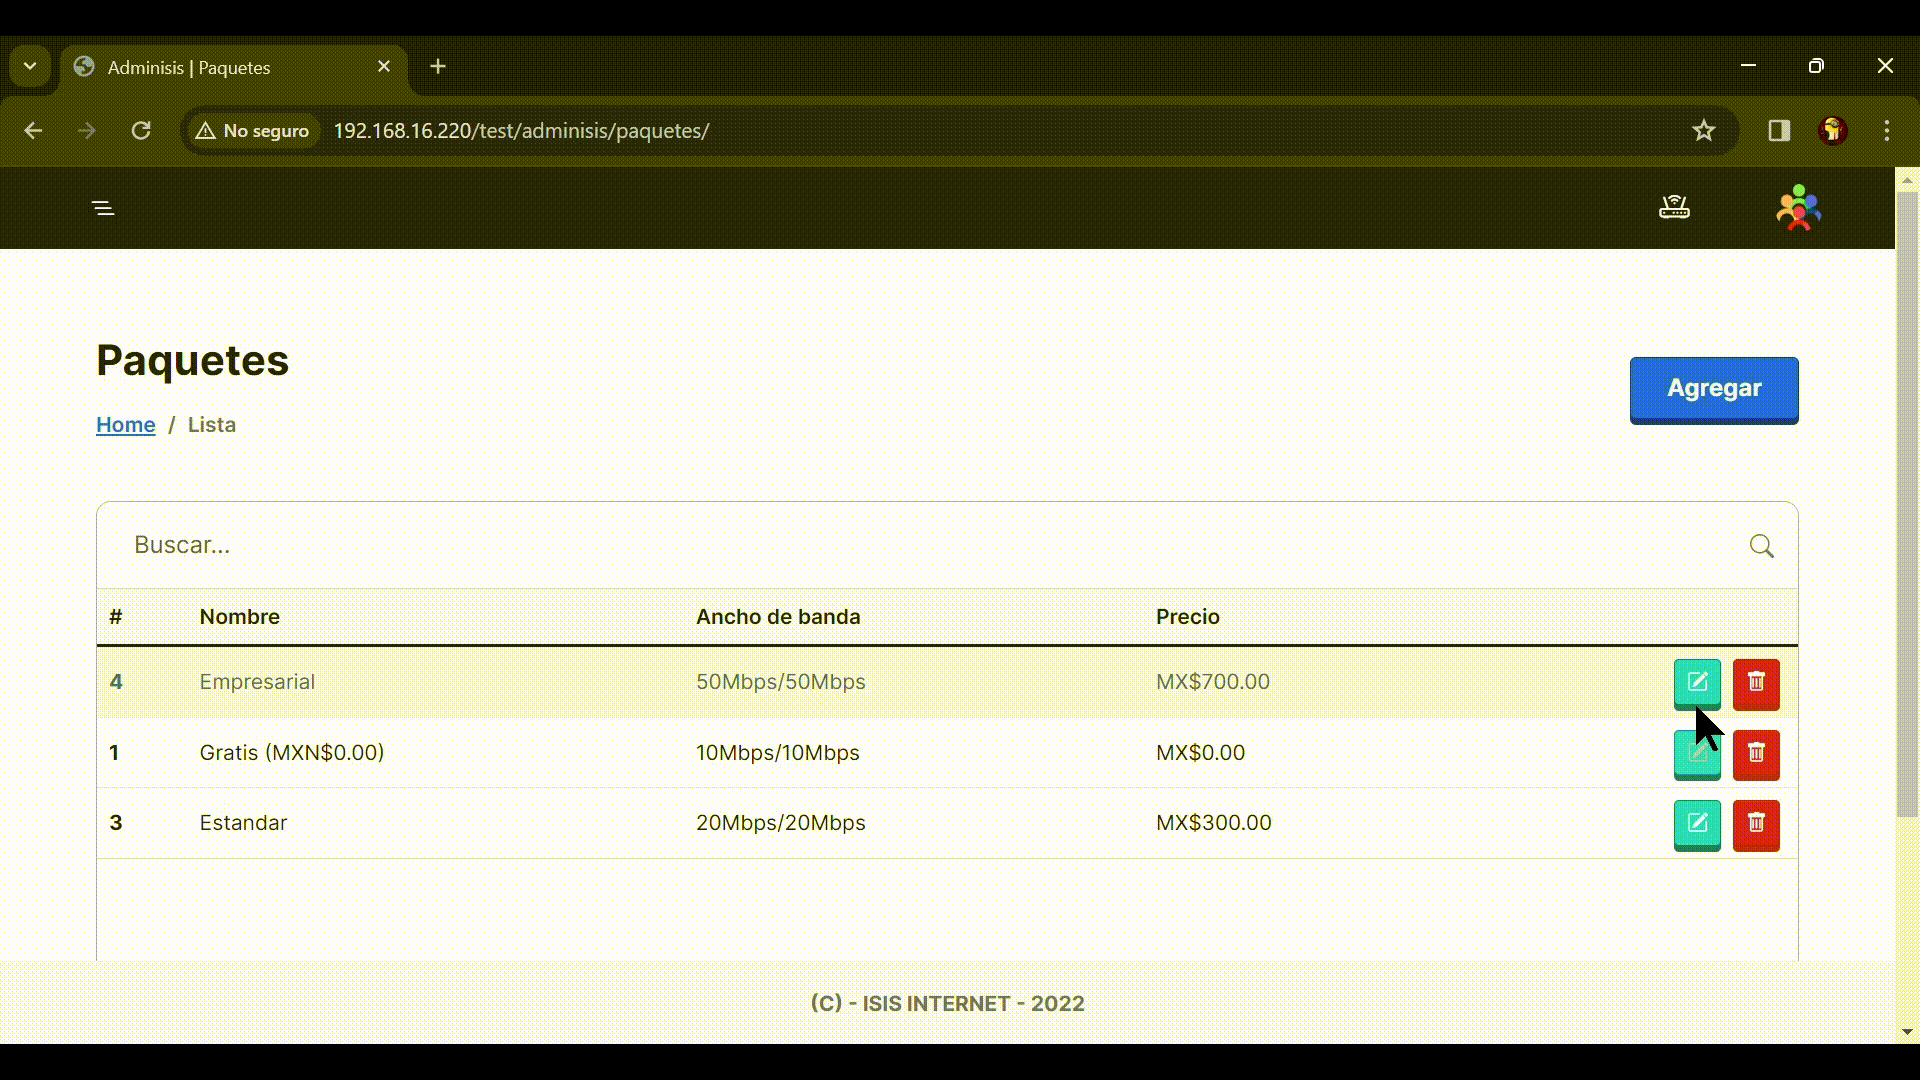 Adminisis | Paquetes
No seguro 192.168.16.220/test/adminisis/paquetes/
Paquetes
Agregar
Home / Lista
Buscar...
# Nombre Ancho de banda Precio
4 Empresarial 50Mbps/50Mbps MX$700.00
1 Gratis (MXN$0.00) 10Mbps/10Mbps MX$0.00
3 Estandar 20Mbps/20Mbps MX$300.00
(C) - ISIS INTERNET - 2022